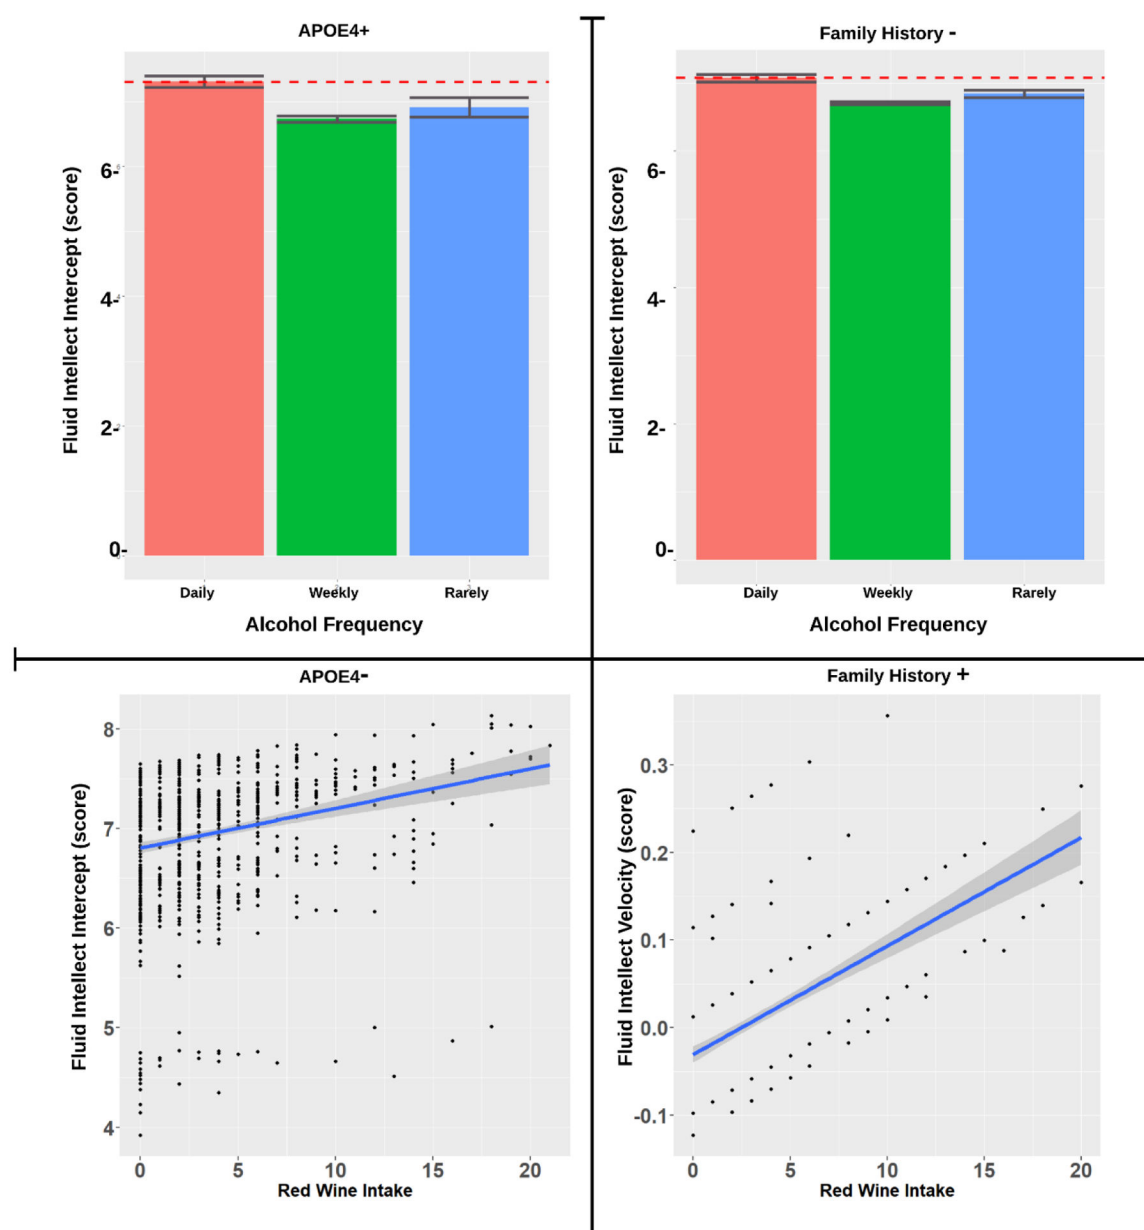 APOE4+
Fluid Intellect Intercept (score)
6-
4-
2-
0-
Daily Weekly Rarely
Alcohol Frequency
Family History -
Fluid Intellect Intercept (score)
6-
4-
2-
0-
Daily Weekly Rarely
Alcohol Frequency
APOE4-
Fluid Intellect Intercept (score)
8
7
6
5
4
0 5 10 15 20
Red Wine Intake
Family History +
Fluid Intellect Velocity (score)
0.3
0.2
0.1
0.0
-0.1
0 5 10 15 20
Red Wine Intake